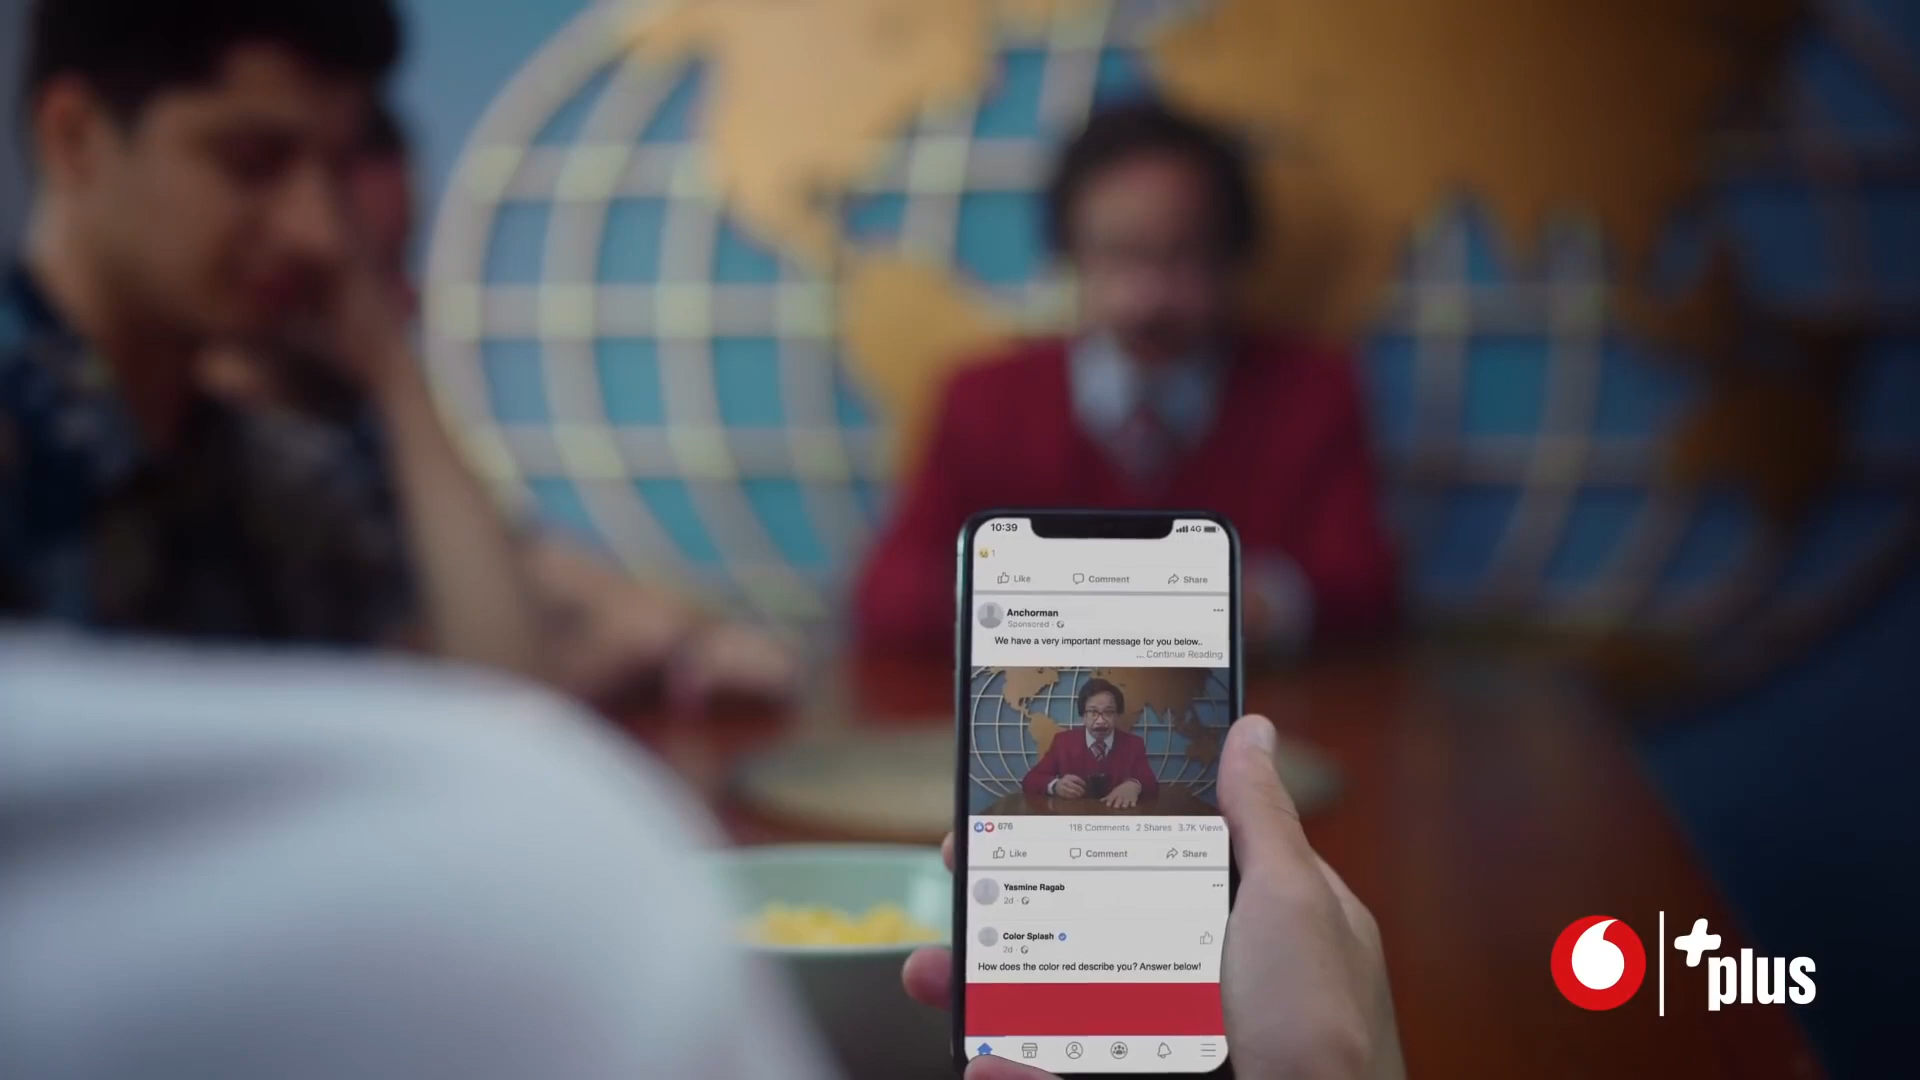 10:39
4G
1
Like Comment Share
Anchorman
Sponsored ·
We have a very important message for you below..
... Continue Reading
676 118 Comments 2 Shares 3.7K Views
Like Comment Share
Yasmine Ragab
2d ·
Color Splash
2d ·
How does the color red describe you? Answer below!
plus